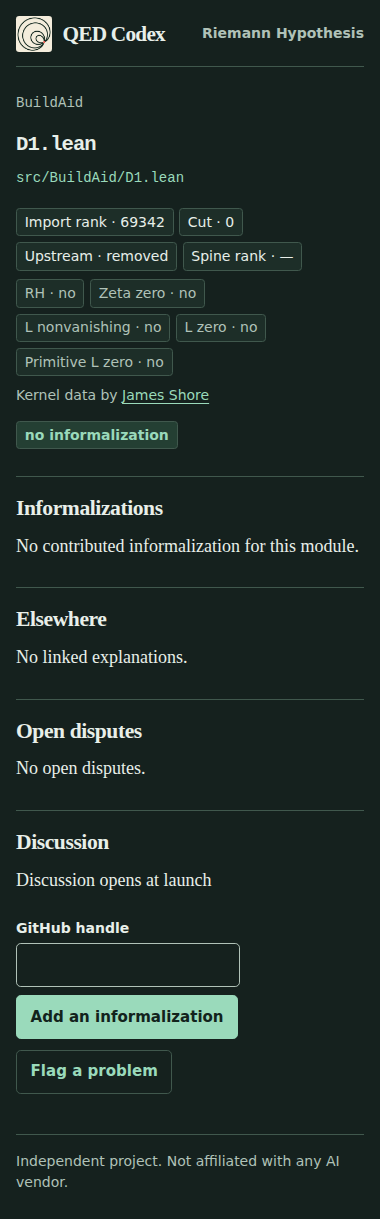 QED Codex
Riemann Hypothesis
BuildAid
D1.lean
src/BuildAid/D1.lean
Import rank · 69342
Cut · 0
Upstream · removed
Spine rank · —
RH · no
Zeta zero · no
L nonvanishing · no
L zero · no
Primitive L zero · no
Kernel data by James Shore
no informalization
Informalizations
No contributed informalization for this module.
Elsewhere
No linked explanations.
Open disputes
No open disputes.
Discussion
Discussion opens at launch
GitHub handle
Add an informalization
Flag a problem
Independent project. Not affiliated with any AI
vendor.